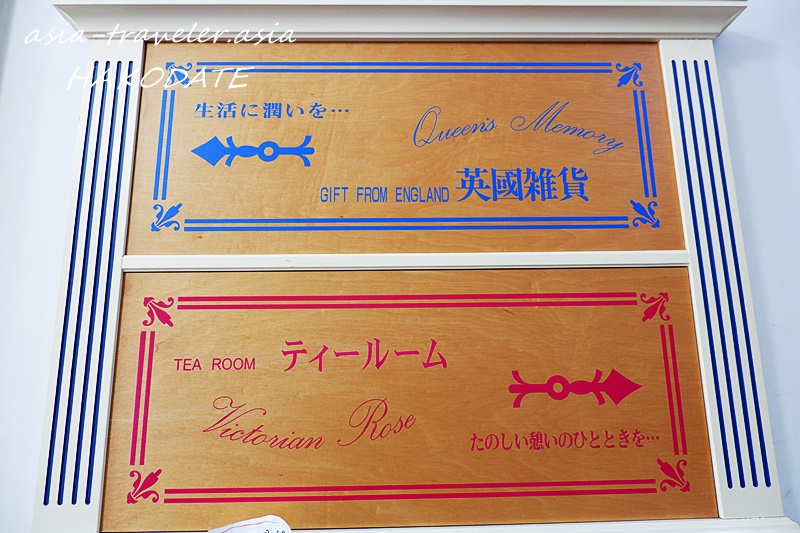 asia-traveler.asia
HAKODATE
生活に潤いを…
Queen's Memory
GIFT FROM ENGLAND 英國雑貨
TEA ROOM ティールーム
Victorian Rose
たのしい憩いのひとときを…